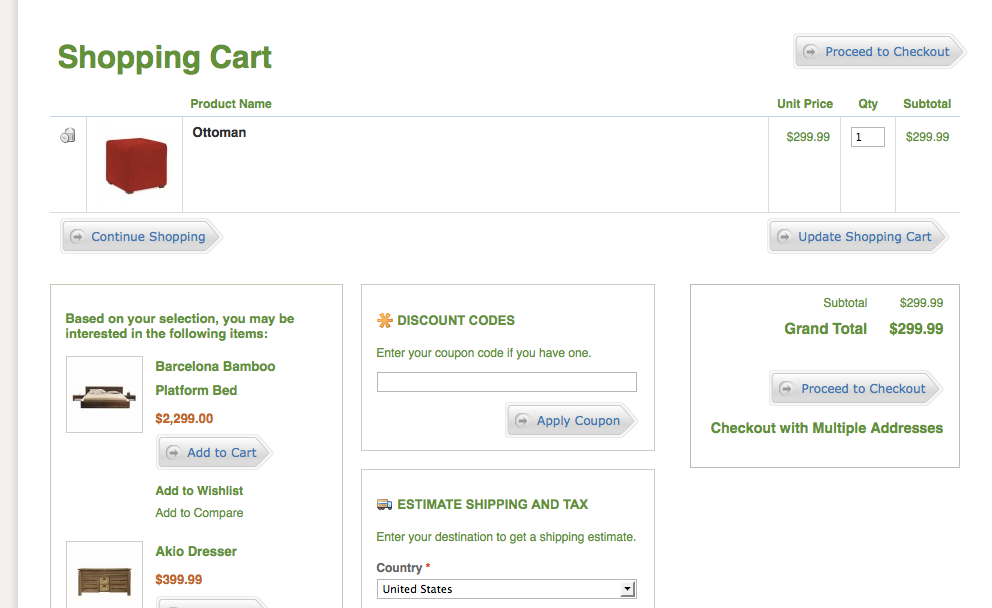 Shopping Cart
Proceed to Checkout
Product Name Unit Price Qty Subtotal
Ottoman $299.99 1 $299.99
Continue Shopping
Update Shopping Cart
Based on your selection, you may be
interested in the following items:
Barcelona Bamboo
Platform Bed
$2,299.00
Add to Cart
Add to Wishlist
Add to Compare
Akio Dresser
$399.99
DISCOUNT CODES
Enter your coupon code if you have one.
Apply Coupon
ESTIMATE SHIPPING AND TAX
Enter your destination to get a shipping estimate.
Country *
United States
Subtotal $299.99
Grand Total $299.99
Proceed to Checkout
Checkout with Multiple Addresses